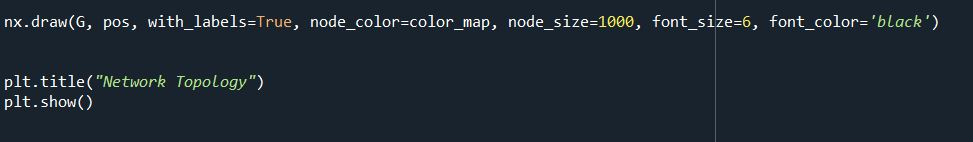 nx.draw(G, pos, with_labels=True, node_color=color_map, node_size=1000, font_size=6, font_color='black')
plt.title("Network Topology")
plt.show()